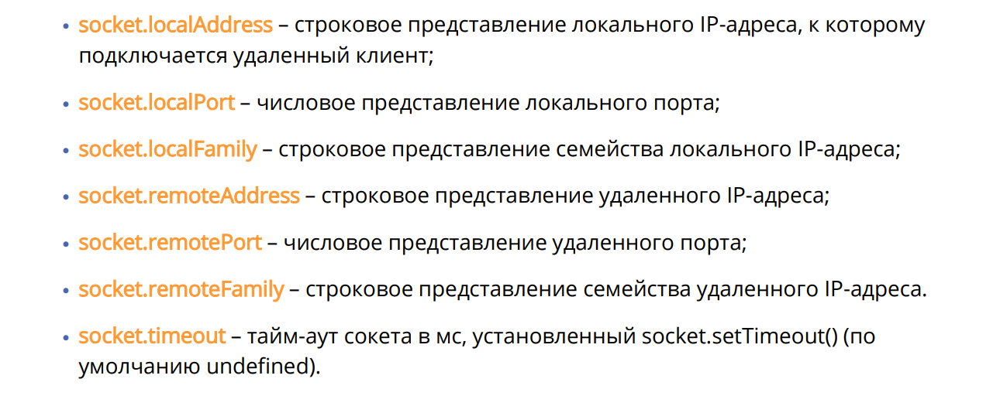 • socket.localAddress – строковое представление локального IP-адреса, к которому
подключается удаленный клиент;
• socket.localPort – числовое представление локального порта;
• socket.localFamily – строковое представление семейства локального IP-адреса;
• socket.remoteAddress – строковое представление удаленного IP-адреса;
• socket.remotePort – числовое представление удаленного порта;
• socket.remoteFamily – строковое представление семейства удаленного IP-адреса.
• socket.timeout – тайм-аут сокета в мс, установленный socket.setTimeout() (по
умолчанию undefined).